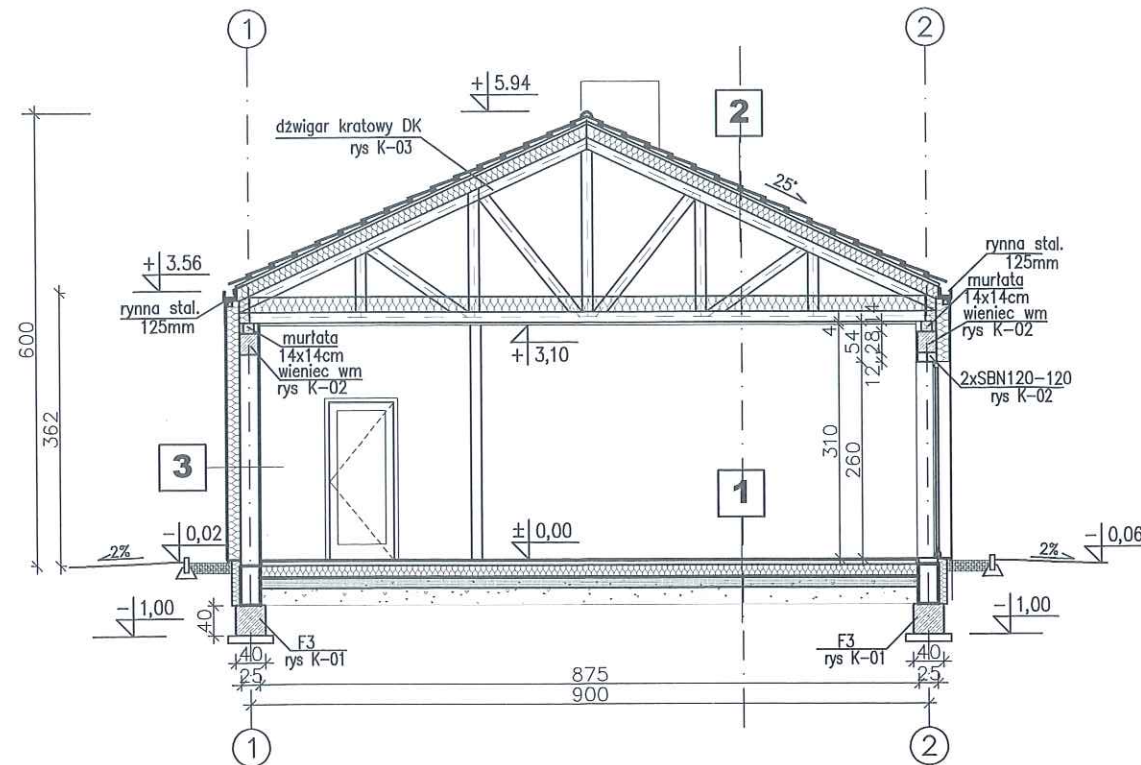 1
2
+ 5.94
2
dźwigar kratowy DK
rys K-03
25°
+ 3.56
rynna stal.
125mm
rynna stal.
125mm
murłata
14x14cm
wieniec wm
rys K-02
murłata
14x14cm
wieniec wm
rys K-02
+ 3,10
4
54
12
28
14
2xSBN120-120
rys K-02
600
362
310
260
3
1
- 0,02
± 0,00
- 0,06
2%
2%
- 1,00
- 1,00
40
F3
rys K-01
F3
rys K-01
40
25
40
25
875
900
1
2